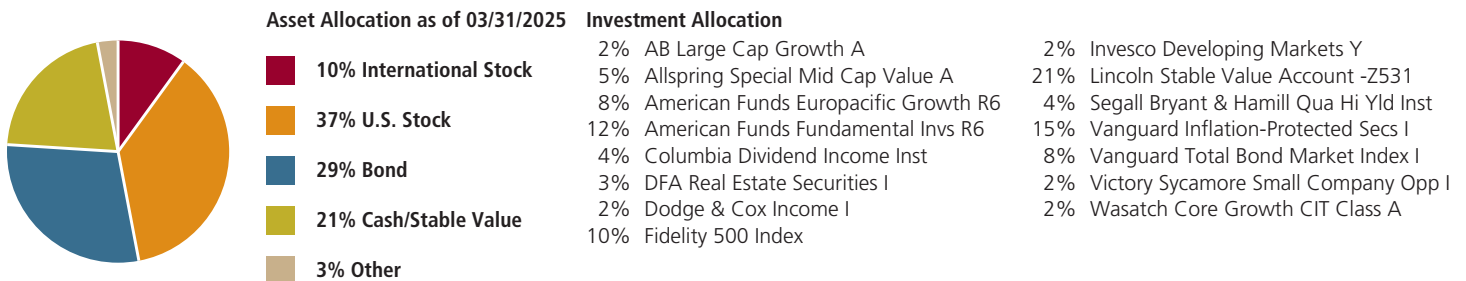 Asset Allocation as of 03/31/2025
10% International Stock
37% U.S. Stock
29% Bond
21% Cash/Stable Value
3% Other
Investment Allocation
2% AB Large Cap Growth A
5% Allspring Special Mid Cap Value A
8% American Funds Europacific Growth R6
12% American Funds Fundamental Invs R6
4% Columbia Dividend Income Inst
3% DFA Real Estate Securities I
2% Dodge & Cox Income I
10% Fidelity 500 Index
2% Invesco Developing Markets Y
21% Lincoln Stable Value Account -Z531
4% Segall Bryant & Hamill Qua Hi Yld Inst
15% Vanguard Inflation-Protected Secs I
8% Vanguard Total Bond Market Index I
2% Victory Sycamore Small Company Opp I
2% Wasatch Core Growth CIT Class A